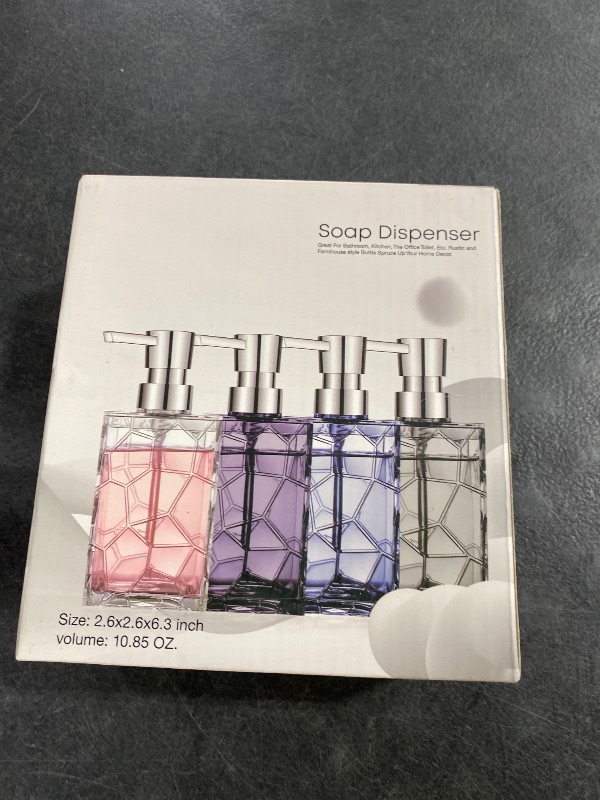 Soap Dispenser
Great For Bathroom, Kitchen, The Office Toilet, Etu, Rustic and
Farmhouse style Bottle Spruce Up Your Home Decor.
Size: 2.6x2.6x6.3 inch
volume: 10.85 OZ.